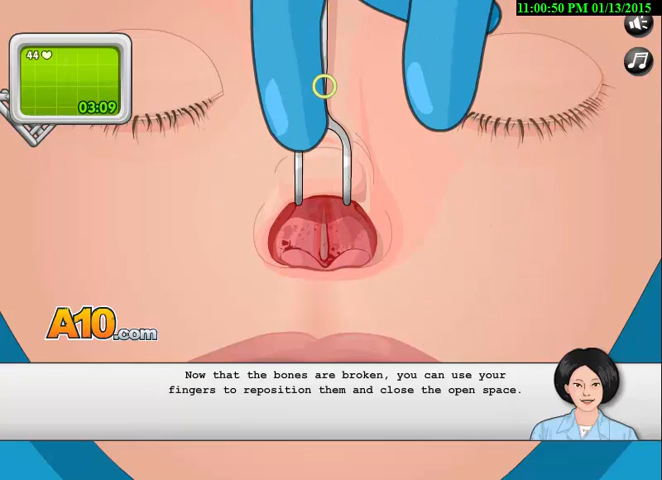 11:00:50 PM 01/13/2015
44
03:09
A10.com
Now that the bones are broken, you can use your
fingers to reposition them and close the open space.